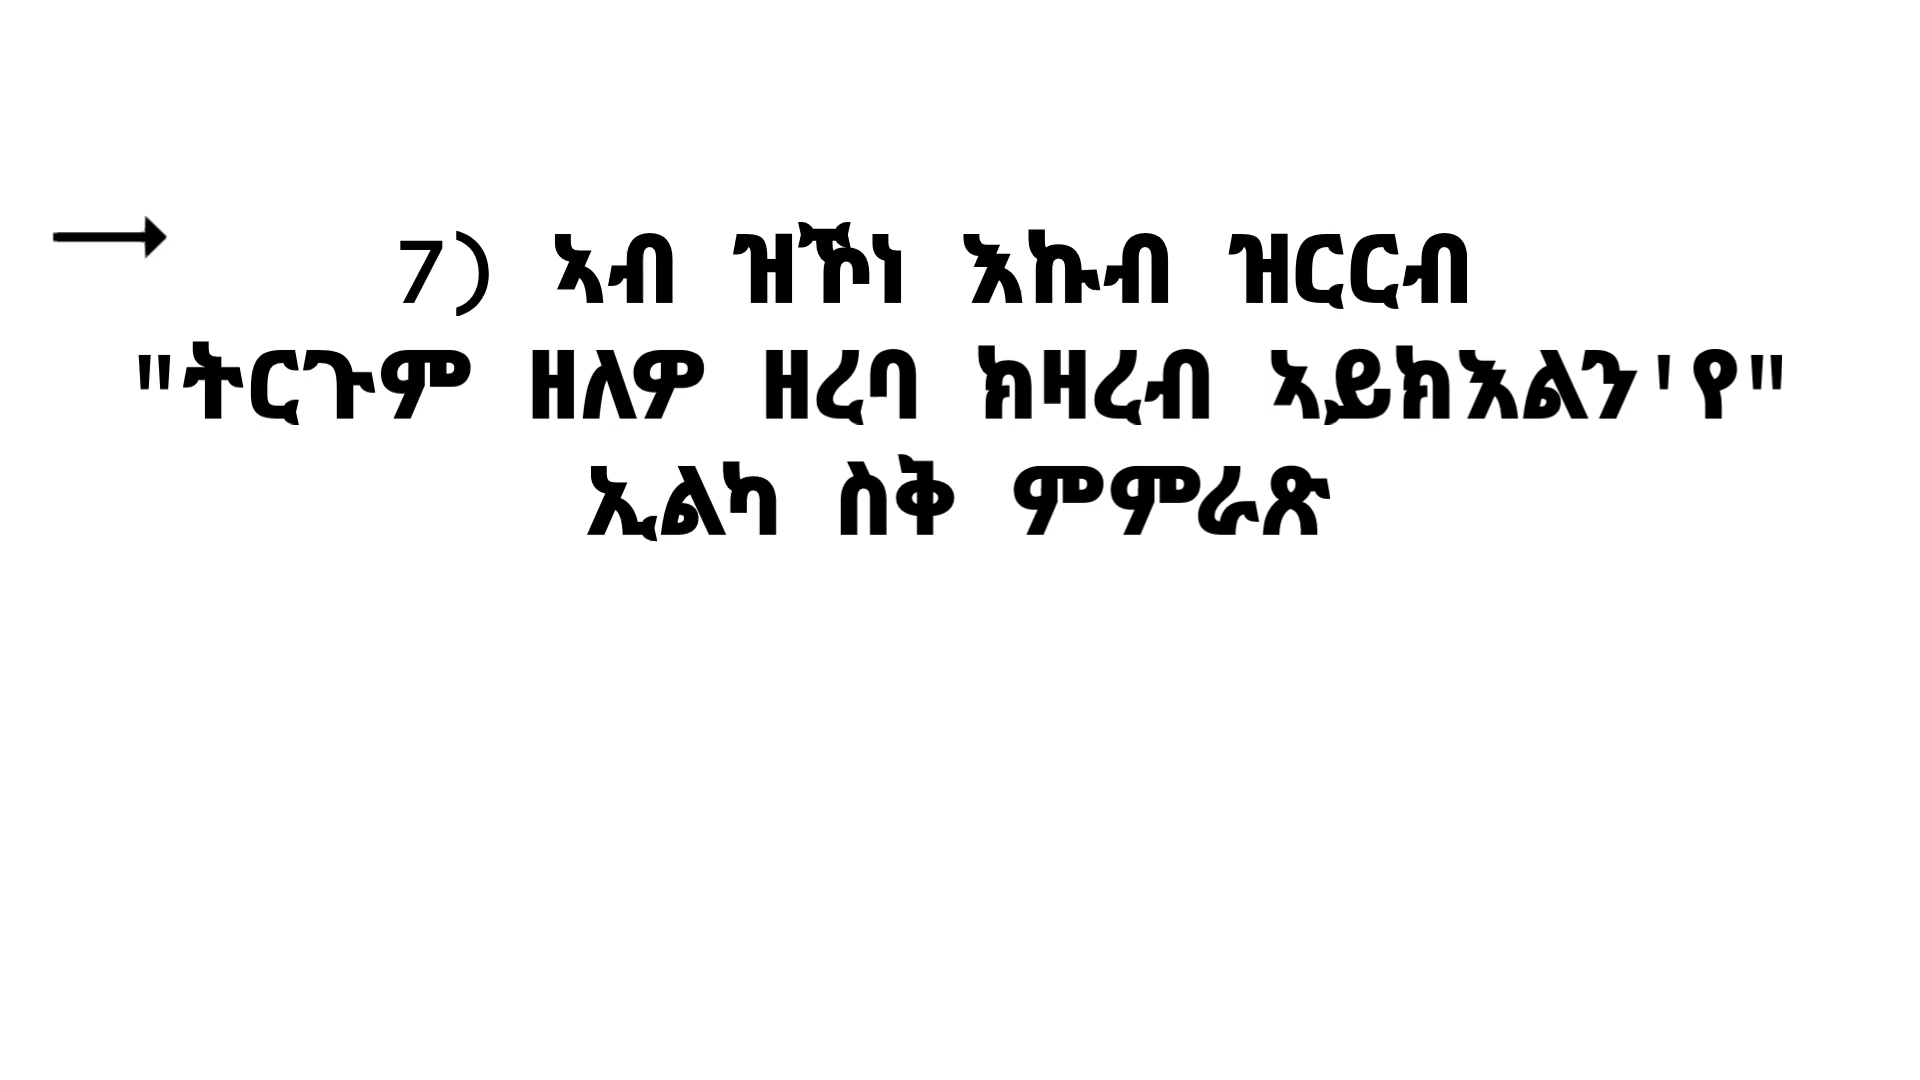 7) ኣብ ዝኾነ እኩብ ዝርርብ
"ትርጉም ዘለዎ ዘረባ ክዛረብ ኣይክእልን'የ"
ኢልካ ስቅ ምምራጽ